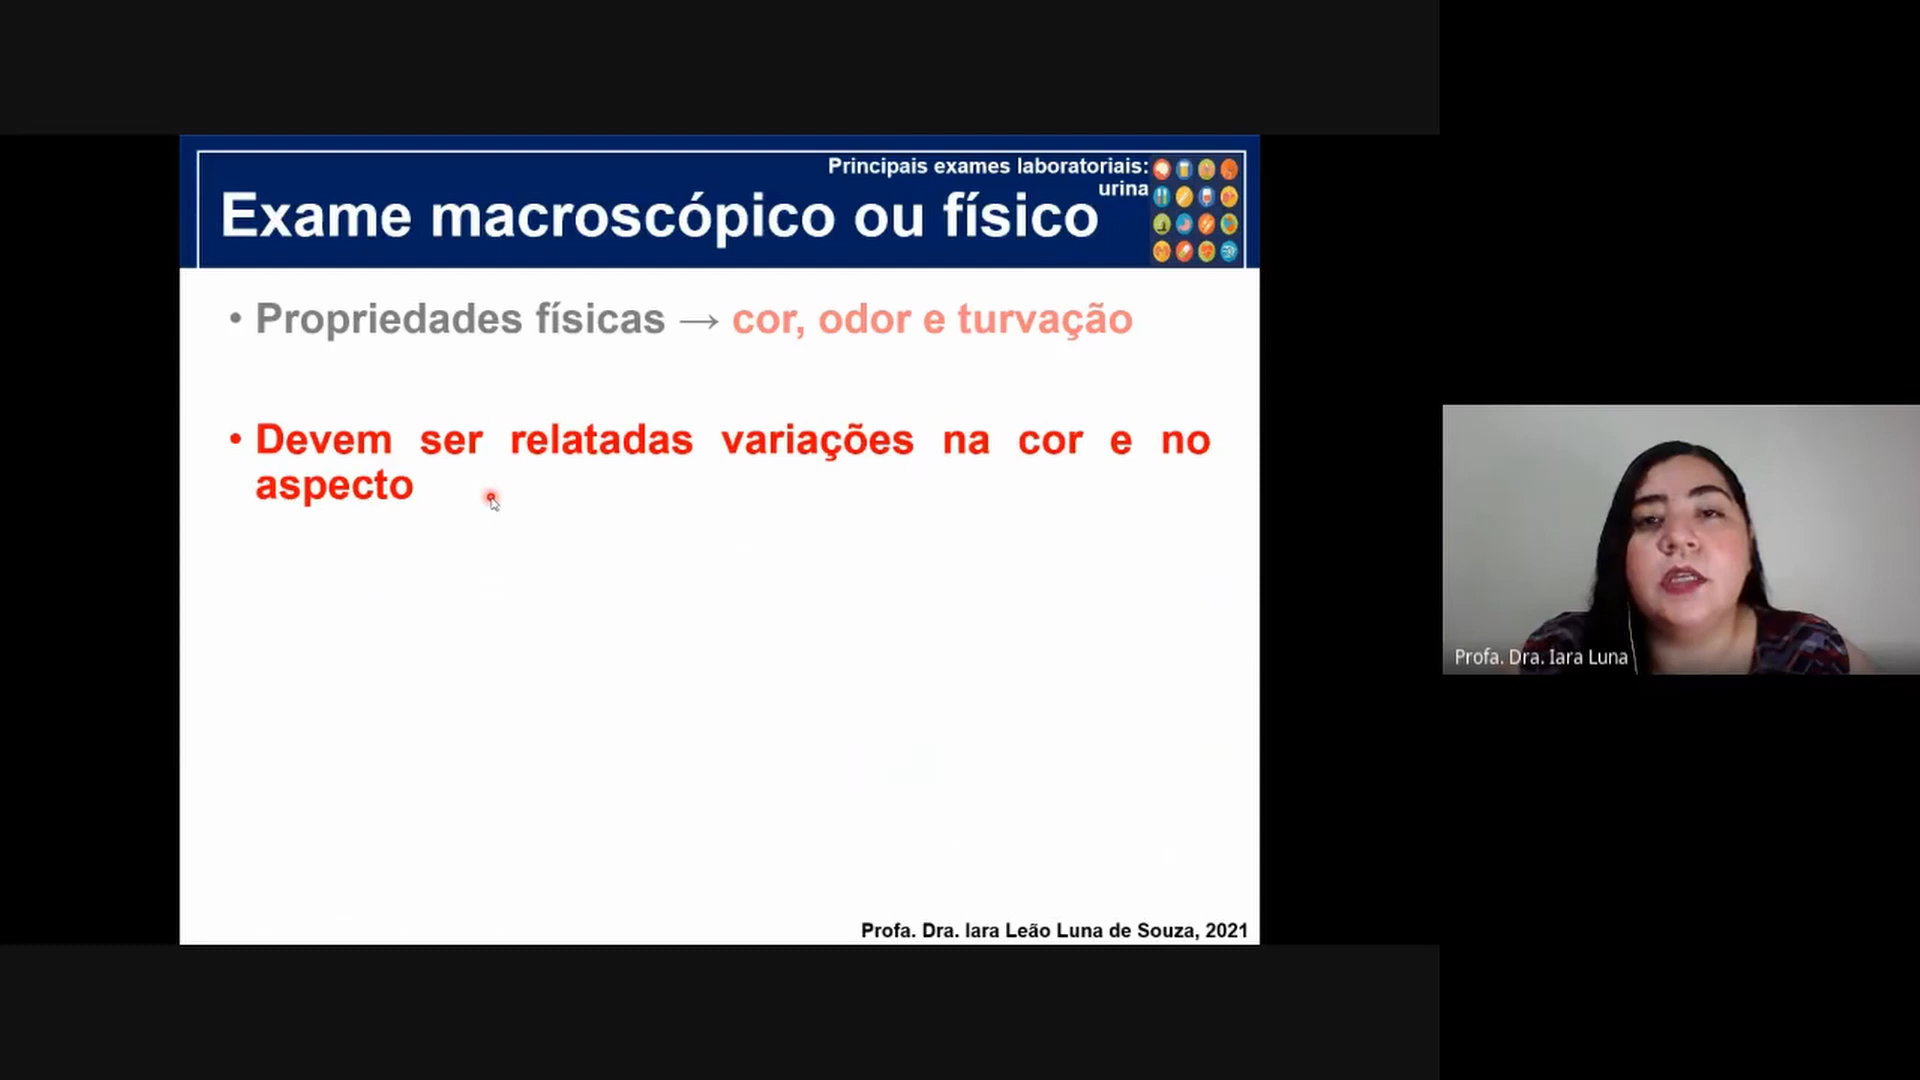 Principais exames laboratoriais:
urina
Exame macroscópico ou físico
• Propriedades físicas → cor, odor e turvação
• Devem ser relatadas variações na cor e no
aspecto
Profa. Dra. Iara Luna
Profa. Dra. Iara Leão Luna de Souza, 2021